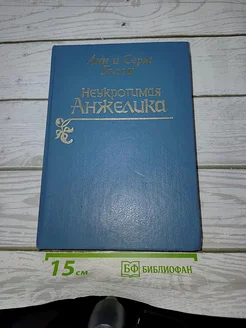 Анн и Серж
Голон
Неукротимая
Анжелика
15 см
БФ БИБЛИОФАН